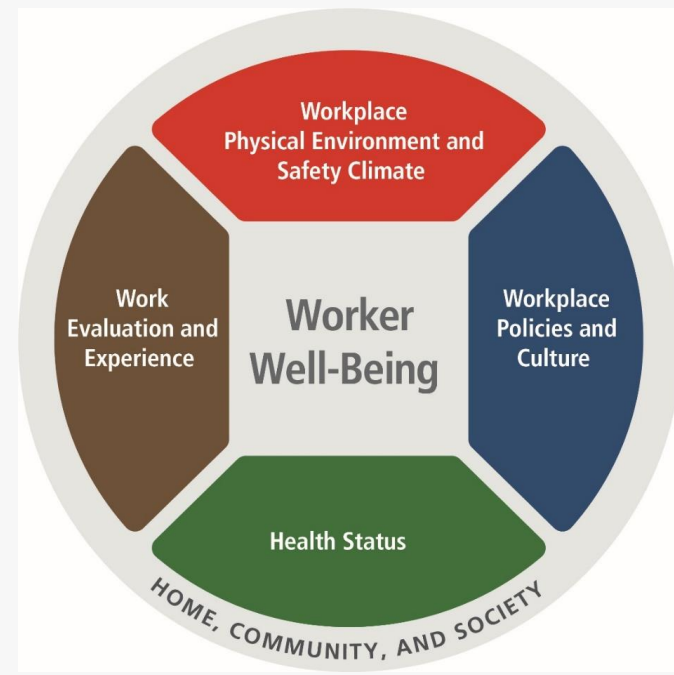 Workplace
Physical Environment and
Safety Climate
Work
Evaluation and
Experience
Worker
Well-Being
Workplace
Policies and
Culture
Health Status
HOME, COMMUNITY, AND SOCIETY